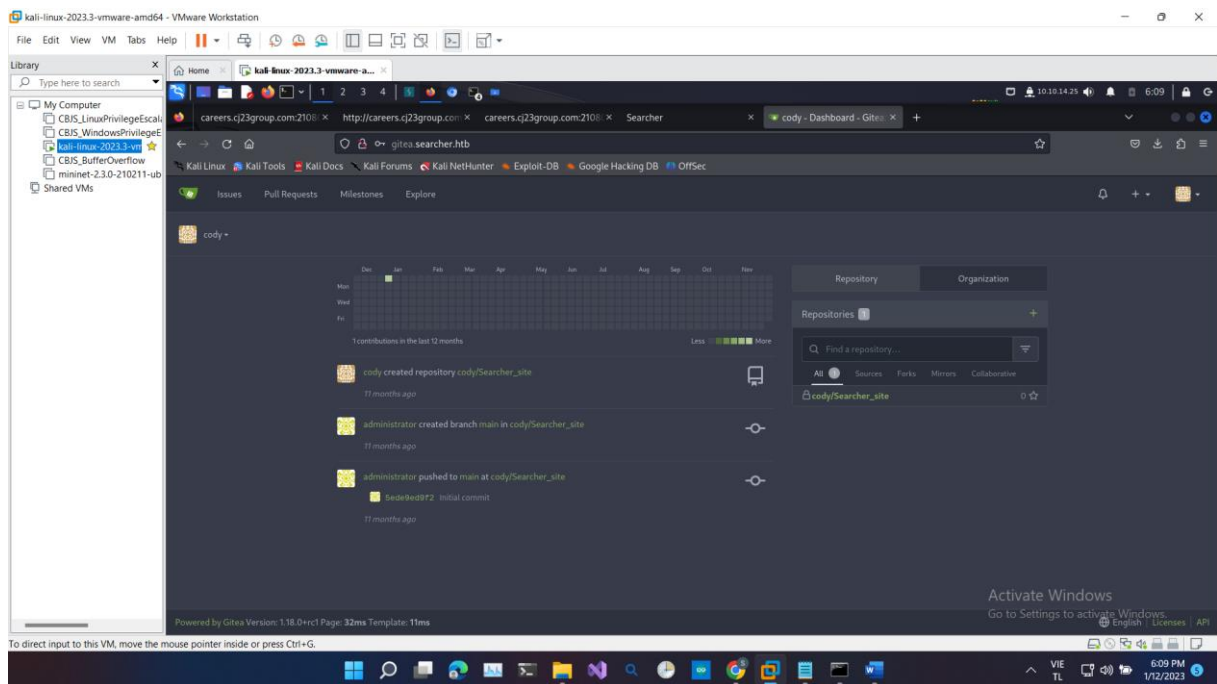 kali-linux-2023.3-vmware-amd64 - VMware Workstation
File Edit View VM Tabs Help
Library
Home kali-linux-2023.3-vmware-a...
Type here to search
1 2 3 4
10.10.14.25 6:09
My Computer
CBJS_LinuxPrivilegeEscal
CBJS_WindowsPrivilegeE
kali-linux-2023.3-vm
CBJS_BufferOverflow
mininet-2.3.0-210211-ub
Shared VMs
careers.cj23group.com:2108 http://careers.cj23group.com careers.cj23group.com:2108 Searcher cody - Dashboard - Gitea
gitea.searcher.htb
Kali Linux Kali Tools Kali Docs Kali Forums Kali NetHunter Exploit-DB Google Hacking DB OffSec
Issues Pull Requests Milestones Explore
cody
Dec Jan Feb Mar Apr May Jun Jul Aug Sep Oct Nov
Mon
Wed
Fri
1 contributions in the last 12 months Less More
cody created repository cody/Searcher_site
11 months ago
administrator created branch main in cody/Searcher_site
11 months ago
administrator pushed to main at cody/Searcher_site
5ede9ed9f2 Initial commit
11 months ago
Repository Organization
Repositories 1
Find a repository...
All 1 Sources Forks Mirrors Collaborative
cody/Searcher_site 0
Activate Windows
Go to Settings to activate Windows.
Powered by Gitea Version: 1.18.0+rc1 Page: 32ms Template: 11ms English Licenses API
To direct input to this VM, move the mouse pointer inside or press Ctrl+G.
VIE
TL
6:09 PM
1/12/2023